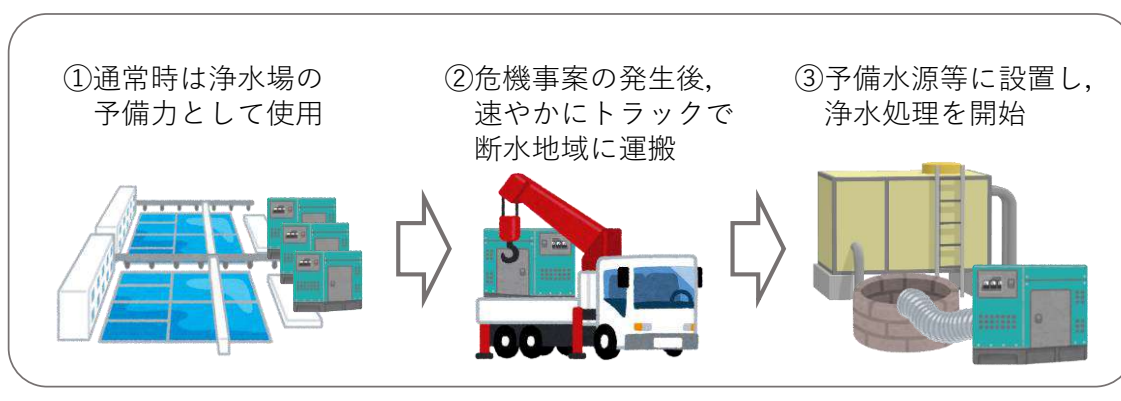 ①通常時は浄水場の
予備力として使用
②危機事案の発生後,
速やかにトラックで
断水地域に運搬
③予備水源等に設置し,
浄水処理を開始